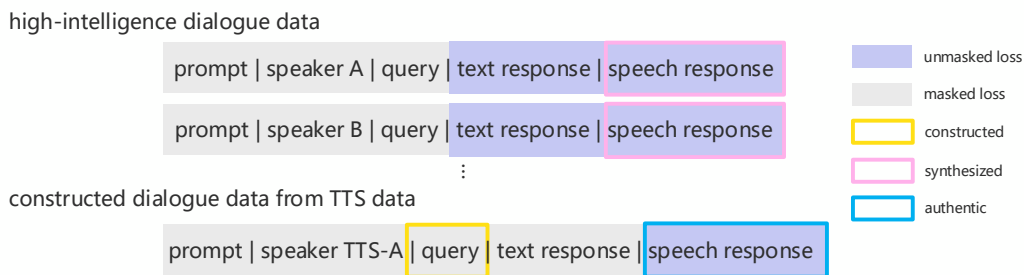 high-intelligence dialogue data
prompt | speaker A | query | text response | speech response
prompt | speaker B | query | text response | speech response
⋮
constructed dialogue data from TTS data
prompt | speaker TTS-A | query | text response | speech response
unmasked loss
masked loss
constructed
synthesized
authentic